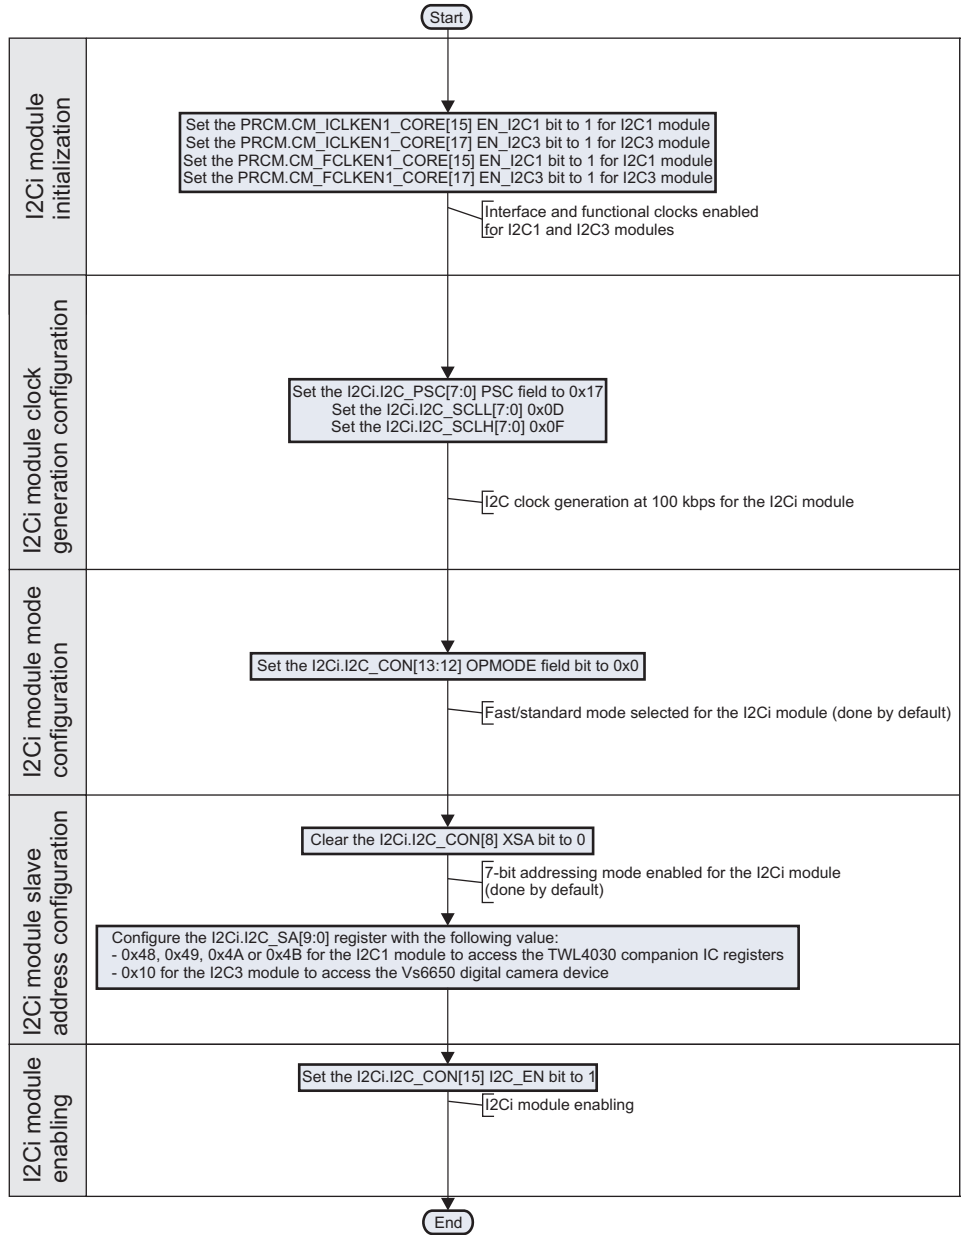 Start
I2Ci module
initialization
Set the PRCM.CM_ICLKEN1_CORE[15] EN_I2C1 bit to 1 for I2C1 module
Set the PRCM.CM_ICLKEN1_CORE[17] EN_I2C3 bit to 1 for I2C3 module
Set the PRCM.CM_FCLKEN1_CORE[15] EN_I2C1 bit to 1 for I2C1 module
Set the PRCM.CM_FCLKEN1_CORE[17] EN_I2C3 bit to 1 for I2C3 module
Interface and functional clocks enabled
for I2C1 and I2C3 modules
I2Ci module clock
generation configuration
Set the I2Ci.I2C_PSC[7:0] PSC field to 0x17
Set the I2Ci.I2C_SCLL[7:0] 0x0D
Set the I2Ci.I2C_SCLH[7:0] 0x0F
I2C clock generation at 100 kbps for the I2Ci module
I2Ci module mode
configuration
Set the I2Ci.I2C_CON[13:12] OPMODE field bit to 0x0
Fast/standard mode selected for the I2Ci module (done by default)
I2Ci module slave
address configuration
Clear the I2Ci.I2C_CON[8] XSA bit to 0
7-bit addressing mode enabled for the I2Ci module
(done by default)
Configure the I2Ci.I2C_SA[9:0] register with the following value:
- 0x48, 0x49, 0x4A or 0x4B for the I2C1 module to access the TWL4030 companion IC registers
- 0x10 for the I2C3 module to access the Vs6650 digital camera device
I2Ci module
enabling
Set the I2Ci.I2C_CON[15] I2C_EN bit to 1
I2Ci module enabling
End